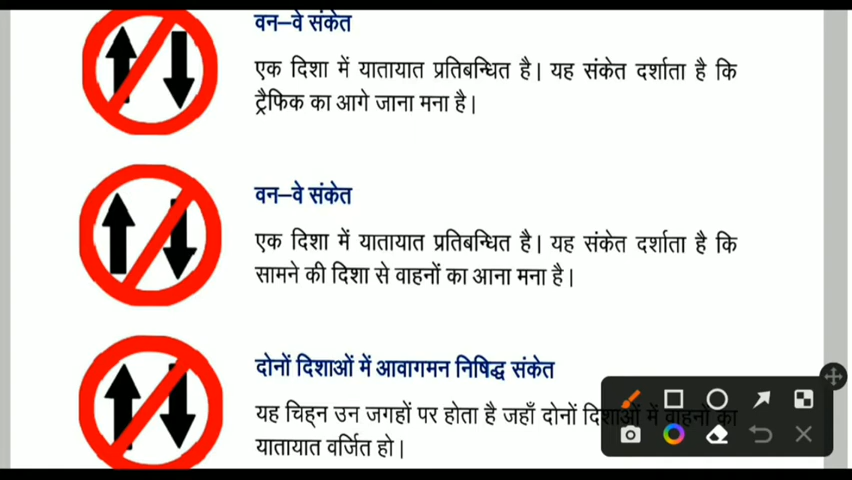 वन–वे संकेत
एक दिशा में यातायात प्रतिबन्धित है। यह संकेत दर्शाता है कि
ट्रैफिक का आगे जाना मना है।
वन–वे संकेत
एक दिशा में यातायात प्रतिबन्धित है। यह संकेत दर्शाता है कि
सामने की दिशा से वाहनों का आना मना है।
दोनों दिशाओं में आवागमन निषिद्ध संकेत
यह चिह्न उन जगहों पर होता है जहाँ दोनों दिशाओं में वाहनों का
यातायात वर्जित हो।